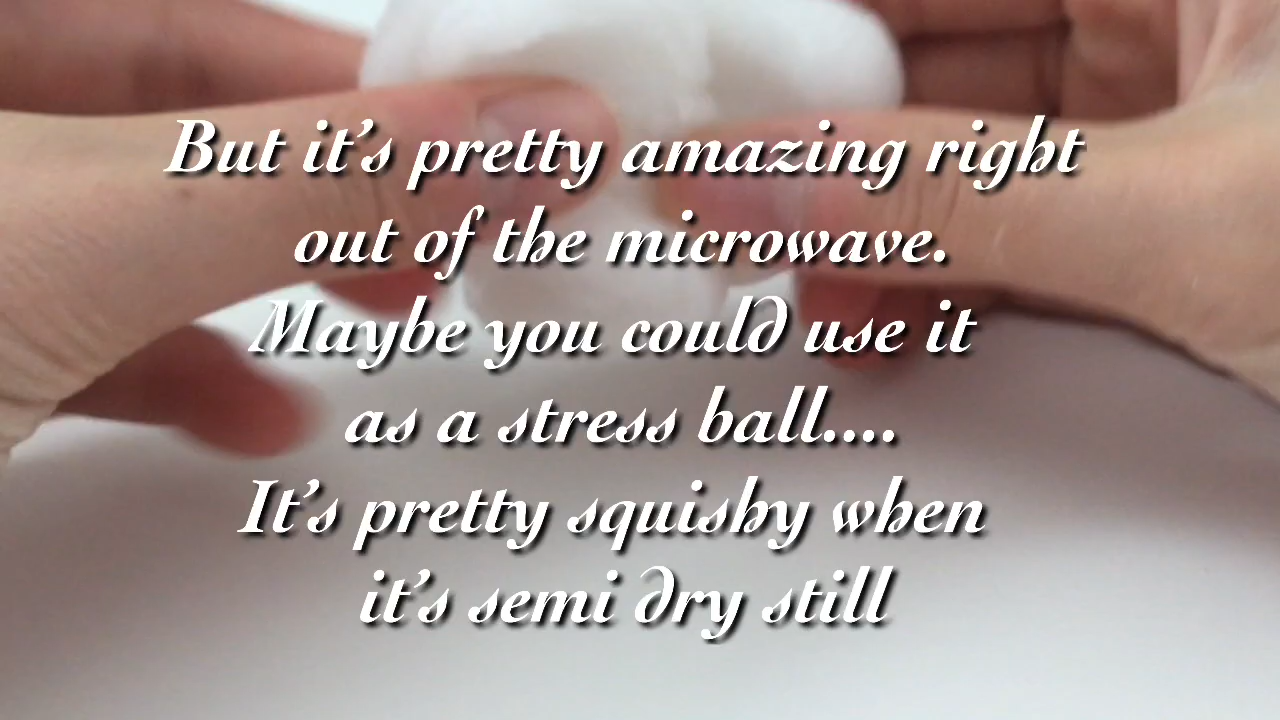 But it's pretty amazing right
out of the microwave.
Maybe you could use it
as a stress ball....
It's pretty squishy when
it's semi dry still